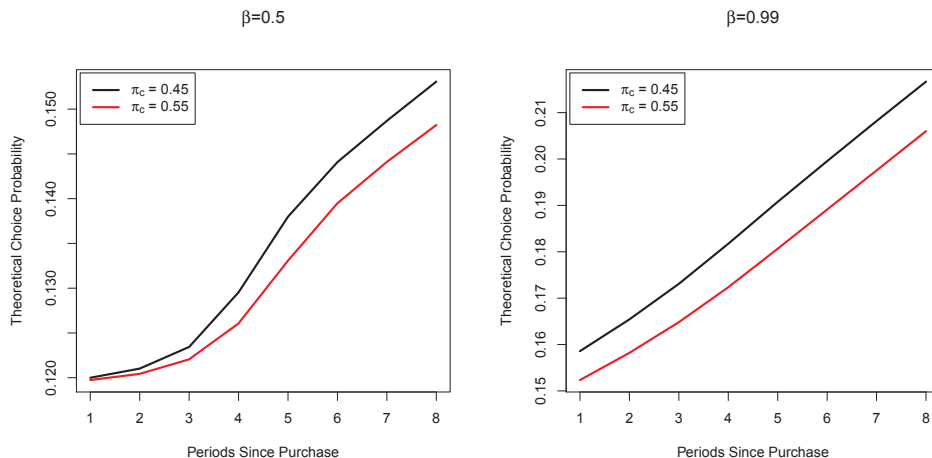 β=0.5
πc = 0.45
πc = 0.55
Theoretical Choice Probability
0.150
0.140
0.130
0.120
1 2 3 4 5 6 7 8
Periods Since Purchase
β=0.99
πc = 0.45
πc = 0.55
Theoretical Choice Probability
0.21
0.20
0.19
0.18
0.17
0.16
0.15
1 2 3 4 5 6 7 8
Periods Since Purchase